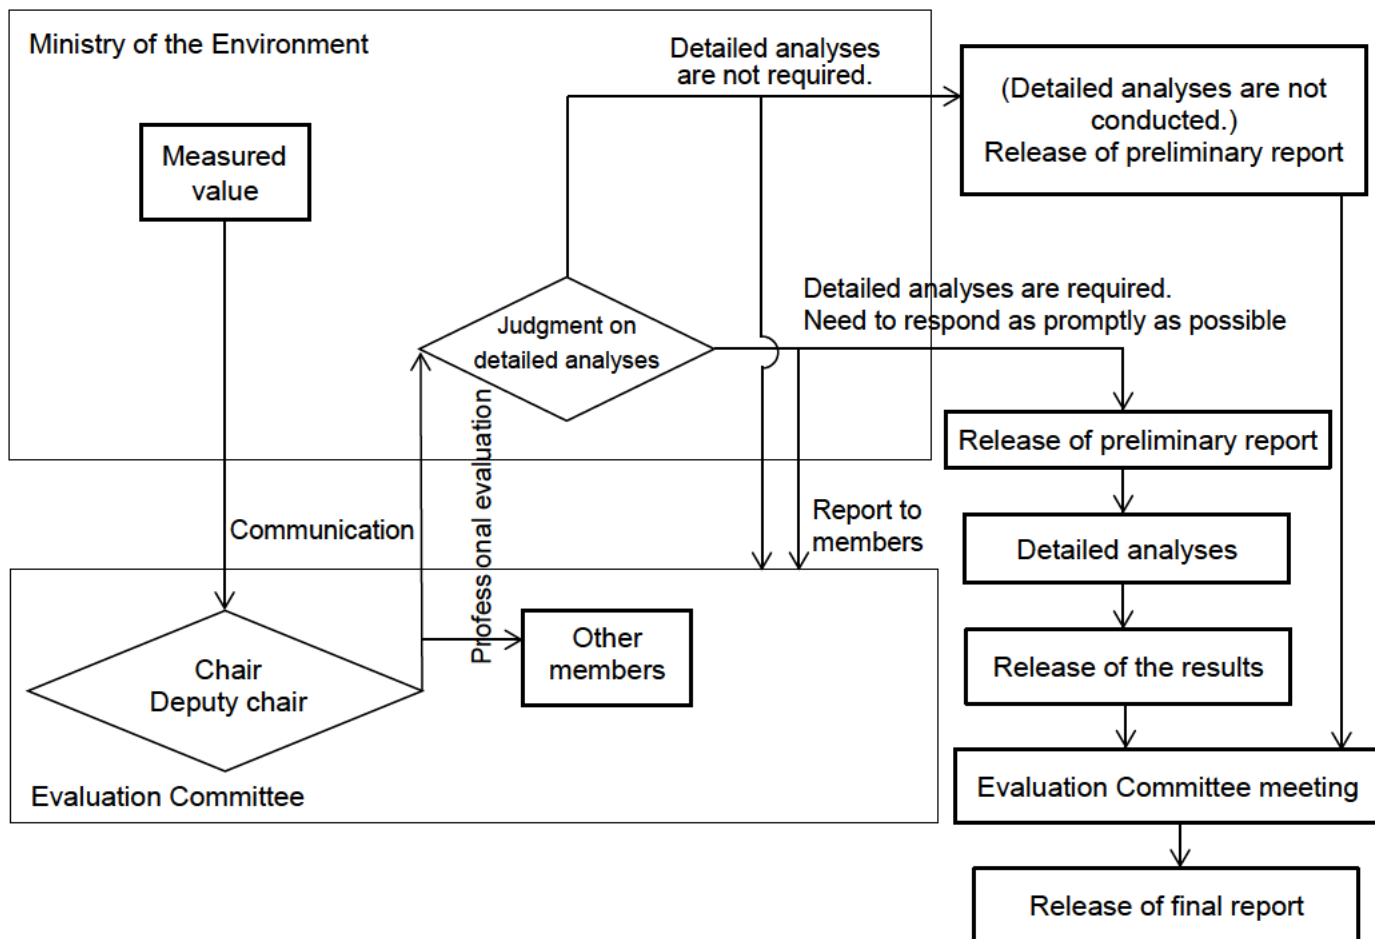 Ministry of the Environment
Detailed analyses
are not required.
(Detailed analyses are not
conducted.)
Release of preliminary report
Measured
value
Judgment on
detailed analyses
Detailed analyses are required.
Need to respond as promptly as possible
Release of preliminary report
Communication
Professional evaluation
Report to
members
Detailed analyses
Chair
Deputy chair
Other
members
Release of the results
Evaluation Committee
Evaluation Committee meeting
Release of final report